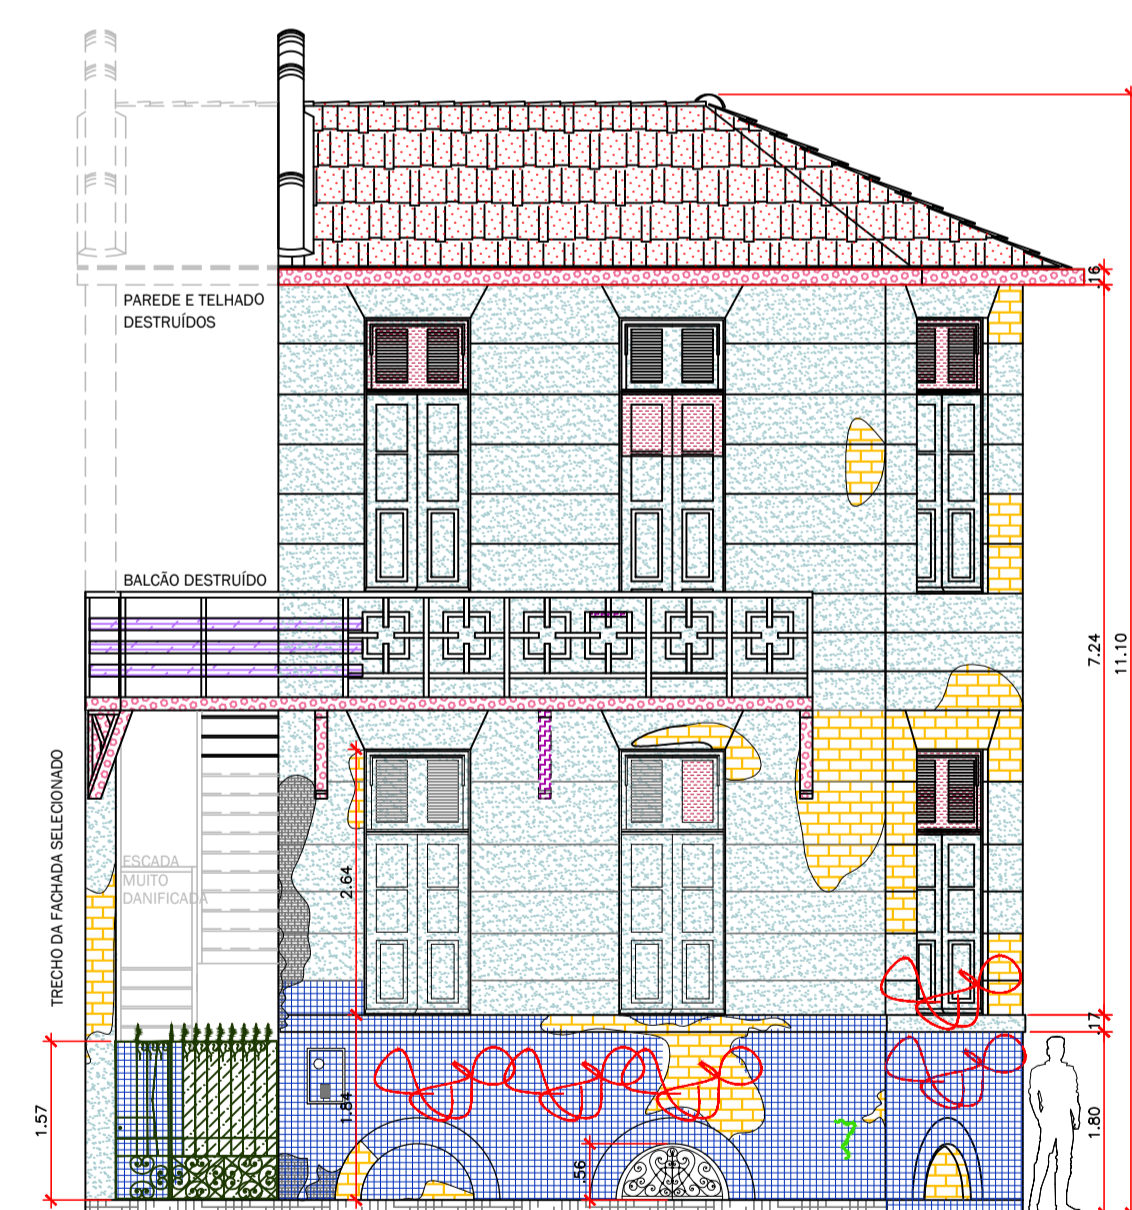 PAREDE E TELHADO
DESTRUÍDOS
BALCÃO DESTRUÍDO
TRECHO DA FACHADA SELECIONADO
ESCADA
MUITO
DANIFICADA
.16
7.24
11.10
2.64
.17
1.57
1.84
.56
1.80